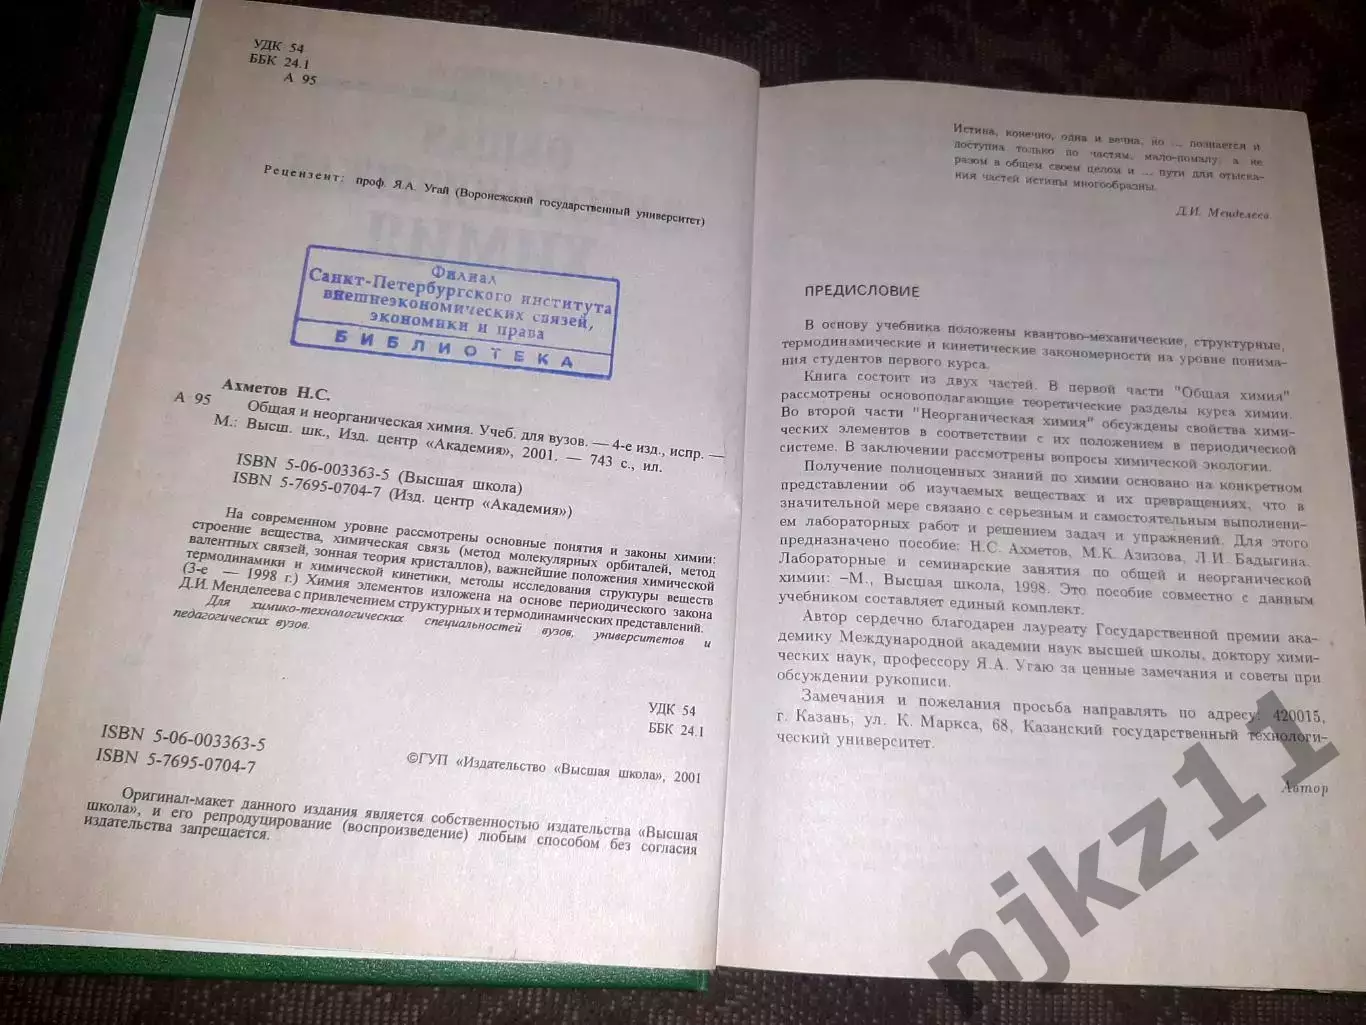 УДК 54
ББК 24.1
А 95
Рецензент: проф. Я.А. Угай (Воронежский государственный университет)
Филиал
Санкт-Петербургского института
внешнеэкономических связей,
экономики и права
БИБЛИОТЕКА
Ахметов Н.С.
А 95 Общая и неорганическая химия. Учеб. для вузов. — 4-е изд., испр. —
М.: Высш. шк., Изд. центр «Академия», 2001. — 743 с., ил.
ISBN 5-06-003363-5 (Высшая школа)
ISBN 5-7695-0704-7 (Изд. центр «Академия»)
На современном уровне рассмотрены основные понятия и законы химии:
строение вещества, химическая связь (метод молекулярных орбиталей, метод
валентных связей, зонная теория кристаллов), важнейшие положения химической
термодинамики и химической кинетики, методы исследования структуры веществ
(3-е — 1998 г.) Химия элементов изложена на основе периодического закона
Д.И. Менделеева с привлечением структурных и термодинамических представлений.
Для химико-технологических специальностей вузов, университетов и
педагогических вузов.
УДК 54
ББК 24.1
ISBN 5-06-003363-5
ISBN 5-7695-0704-7
©ГУП «Издательство «Высшая школа», 2001
Оригинал-макет данного издания является собственностью издательства «Высшая
школа», и его репродуцирование (воспроизведение) любым способом без согласия
издательства запрещается.
Истина, конечно, одна и вечна, но ... познается и
доступна только по частям, мало-помалу, а не
разом в общем своем целом и ... пути для отыска-
ния частей истины многообразны.
Д.И. Менделеев
ПРЕДИСЛОВИЕ
В основу учебника положены квантово-механические, структурные,
термодинамические и кинетические закономерности на уровне понима-
ния студентов первого курса.
Книга состоит из двух частей. В первой части "Общая химия"
рассмотрены основополагающие теоретические разделы курса химии.
Во второй части "Неорганическая химия" обсуждены свойства хими-
ческих элементов в соответствии с их положением в периодической
системе. В заключении рассмотрены вопросы химической экологии.
Получение полноценных знаний по химии основано на конкретном
представлении об изучаемых веществах и их превращениях, что в
значительной мере связано с серьезным и самостоятельным выполнени-
ем лабораторных работ и решением задач и упражнений. Для этого
предназначено пособие: Н.С. Ахметов, М.К. Азизова, Л.И. Бадыгина.
Лабораторные и семинарские занятия по общей и неорганической
химии: –М., Высшая школа, 1998. Это пособие совместно с данным
учебником составляет единый комплект.
Автор сердечно благодарен лауреату Государственной премии ака-
демику Международной академии наук высшей школы, доктору хими-
ческих наук, профессору Я.А. Угаю за ценные замечания и советы при
обсуждении рукописи.
Замечания и пожелания просьба направлять по адресу: 420015,
г. Казань, ул. К. Маркса, 68, Казанский государственный технологи-
ческий университет.
Автор
njkz11